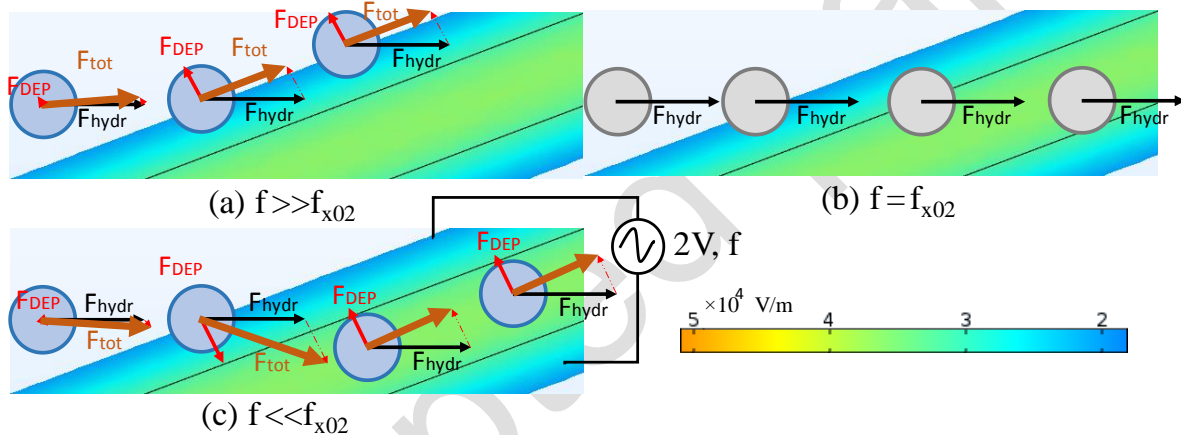 FDEP
Ftot
Fhydr
FDEP
Ftot
Fhydr
FDEP
Ftot
Fhydr
(a) f>>fx02
Fhydr
Fhydr
Fhydr
Fhydr
(b) f=fx02
2V, f
FDEP
Fhydr
Ftot
FDEP
Fhydr
Ftot
FDEP
Fhydr
FDEP
Fhydr
(c) f<<fx02
×10⁴ V/m
5 4 3 2